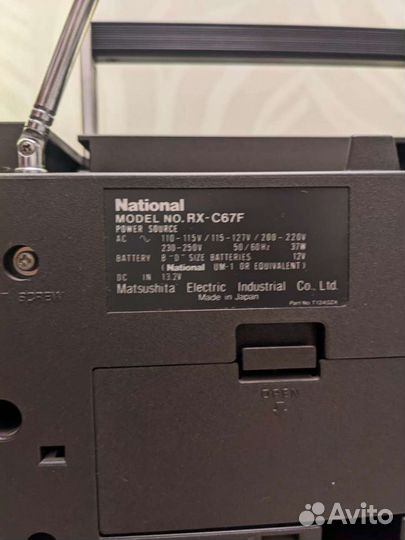 National
MODEL NO. RX-C67F
POWER SOURCE
AC ∿ 110-115V/115-127V/200-220V
230-250V 50/60Hz 37W
BATTERY 8 "D" SIZE BATTERIES 12V
(National UM-1 OR EQUIVALENT)
DC IN 13.2V
Matsushita Electric Industrial Co., Ltd.
Made in Japan
SCREW
OPEN
Avito